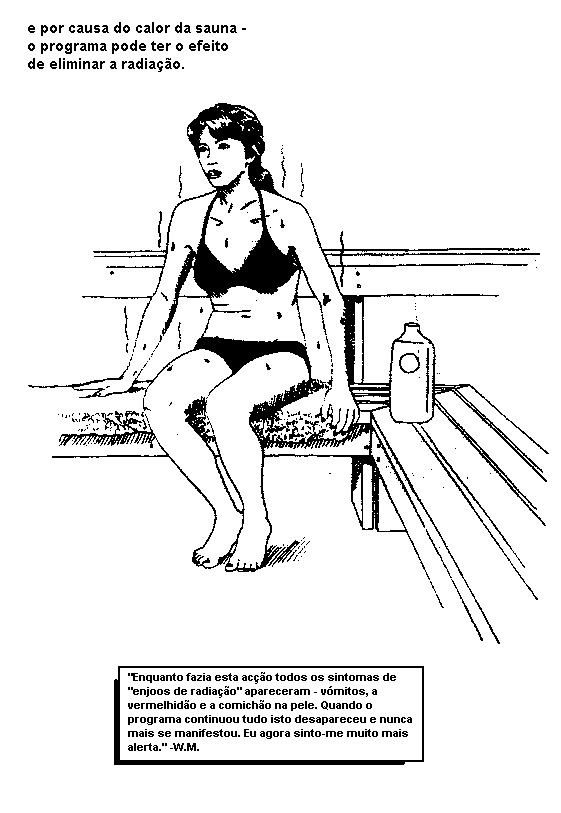 e por causa do calor da sauna -
o programa pode ter o efeito
de eliminar a radiação.
"Enquanto fazia esta acção todos os sintomas de
"enjoos de radiação" apareceram - vómitos, a
vermelhidão e a comichão na pele. Quando o
programa continuou tudo isto desapareceu e nunca
mais se manifestou. Eu agora sinto-me muito mais
alerta." -W.M.